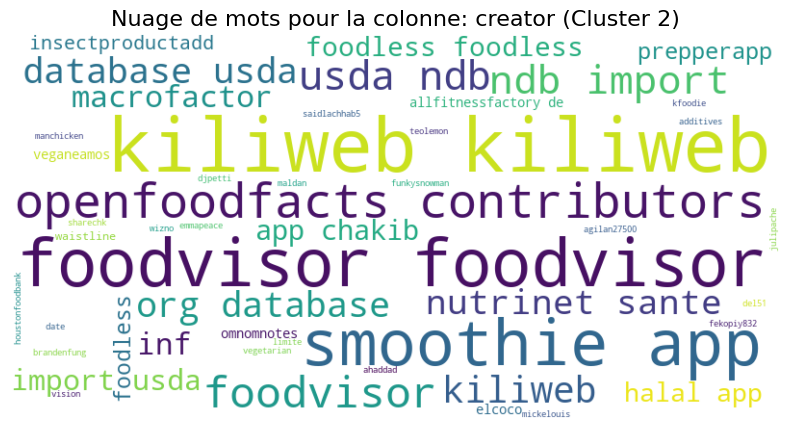 Nuage de mots pour la colonne: creator (Cluster 2)
insectproductadd
foodless foodless
prepperapp
database usda
usda ndb
ndb import
macrofactor
allfitnessfactory de
kfoodie
saidlachhab5
additives
manchicken
teolemon
kiliweb kiliweb
veganeamos
djpetti
maldan
funkysnowman
openfoodfacts contributors
sharechk
wizno
emmapeace
app chakib
agilan27500
julipache
waistline
foodvisor foodvisor
houstonfoodbank
foodless
org database
nutrinet sante
del51
date
inf
omnomnotes
limite
smoothie app
fekopiy832
brandenfung
vegetarian
import usda
vision
ahaddad
foodvisor
kiliweb
halal app
elcoco
mickelouis